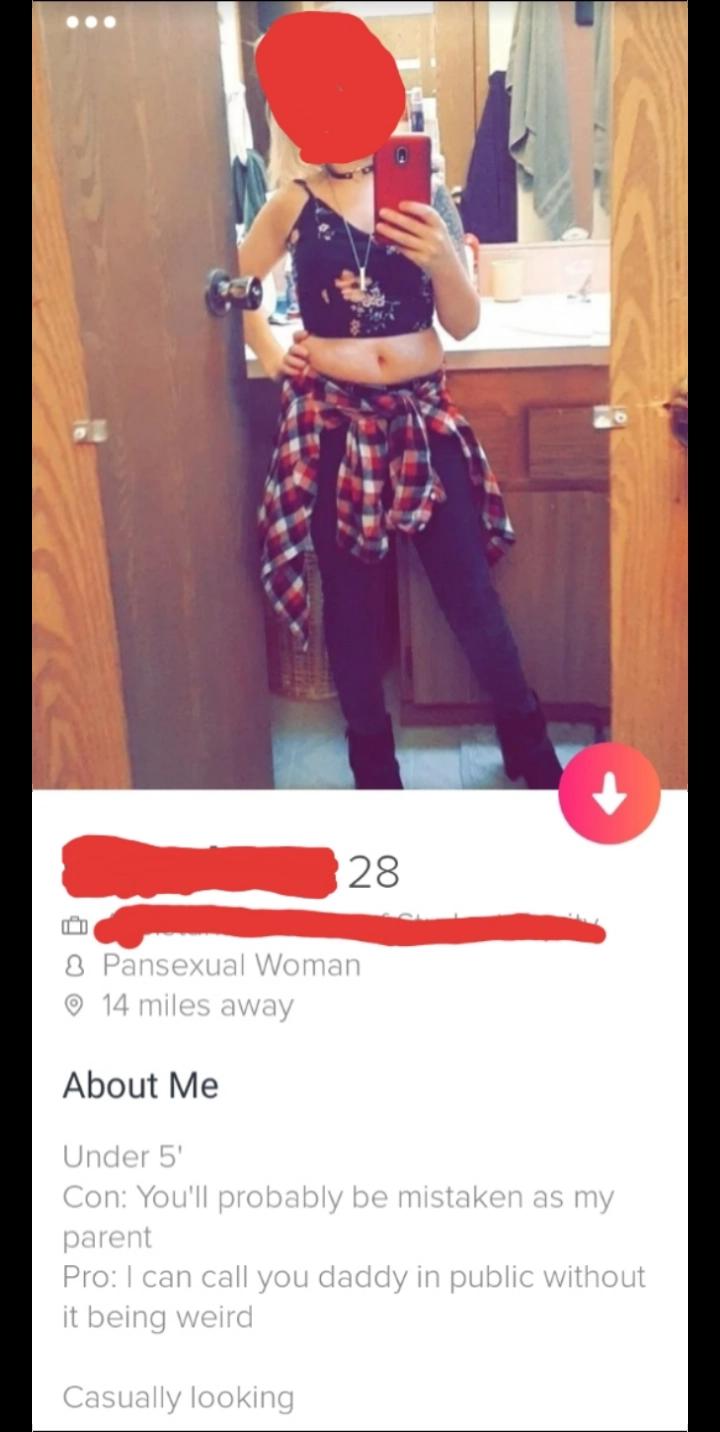 28
Pansexual Woman
14 miles away
About Me
Under 5'
Con: You'll probably be mistaken as my
parent
Pro: I can call you daddy in public without
it being weird
Casually looking